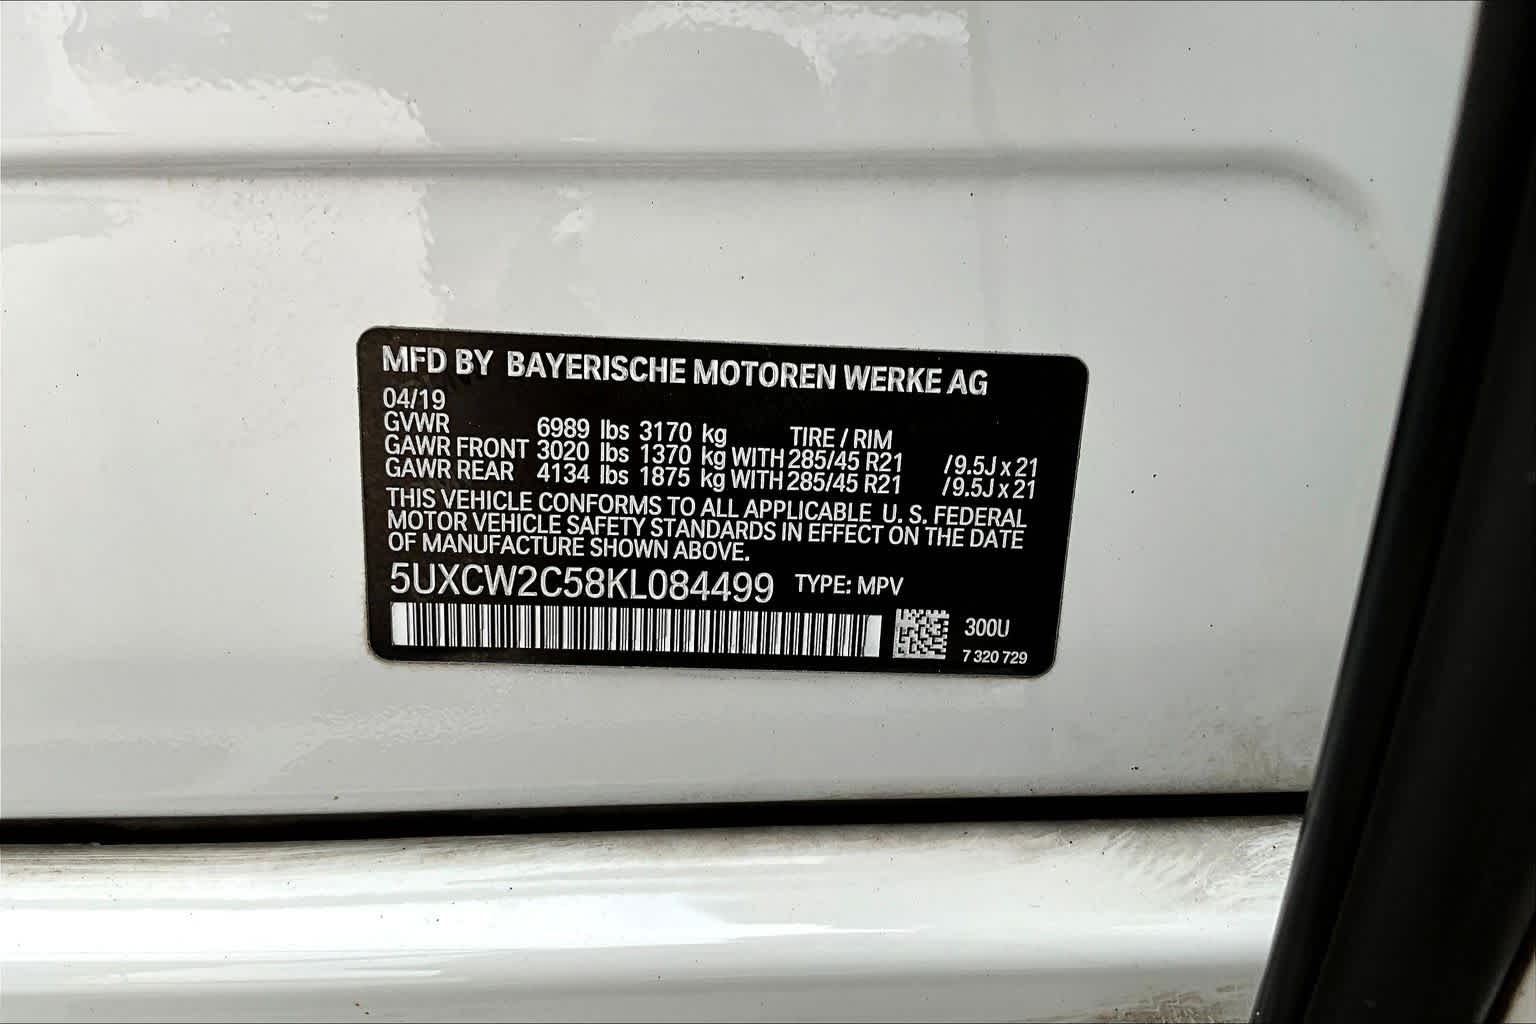 MFD BY BAYERISCHE MOTOREN WERKE AG
04/19
GVWR 6989 lbs 3170 kg TIRE / RIM
GAWR FRONT 3020 lbs 1370 kg WITH 285/45 R21 /9.5J x 21
GAWR REAR 4134 lbs 1875 kg WITH 285/45 R21 /9.5J x 21
THIS VEHICLE CONFORMS TO ALL APPLICABLE U. S. FEDERAL
MOTOR VEHICLE SAFETY STANDARDS IN EFFECT ON THE DATE
OF MANUFACTURE SHOWN ABOVE.
5UXCW2C58KL084499 TYPE: MPV
300U
7 320 729